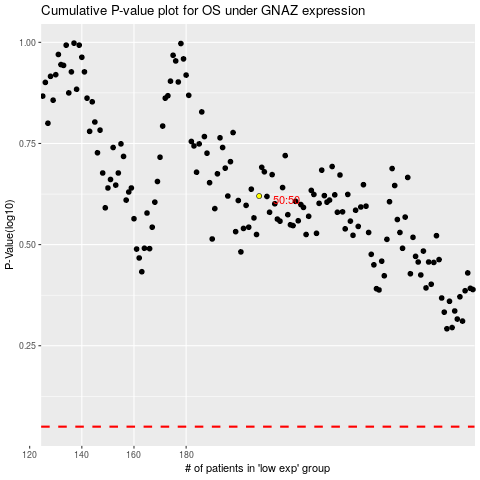 Cumulative P-value plot for OS under GNAZ expression
P-Value(log10)
1.00
0.75
0.50
0.25
50:50
120 140 160 180
# of patients in 'low exp' group